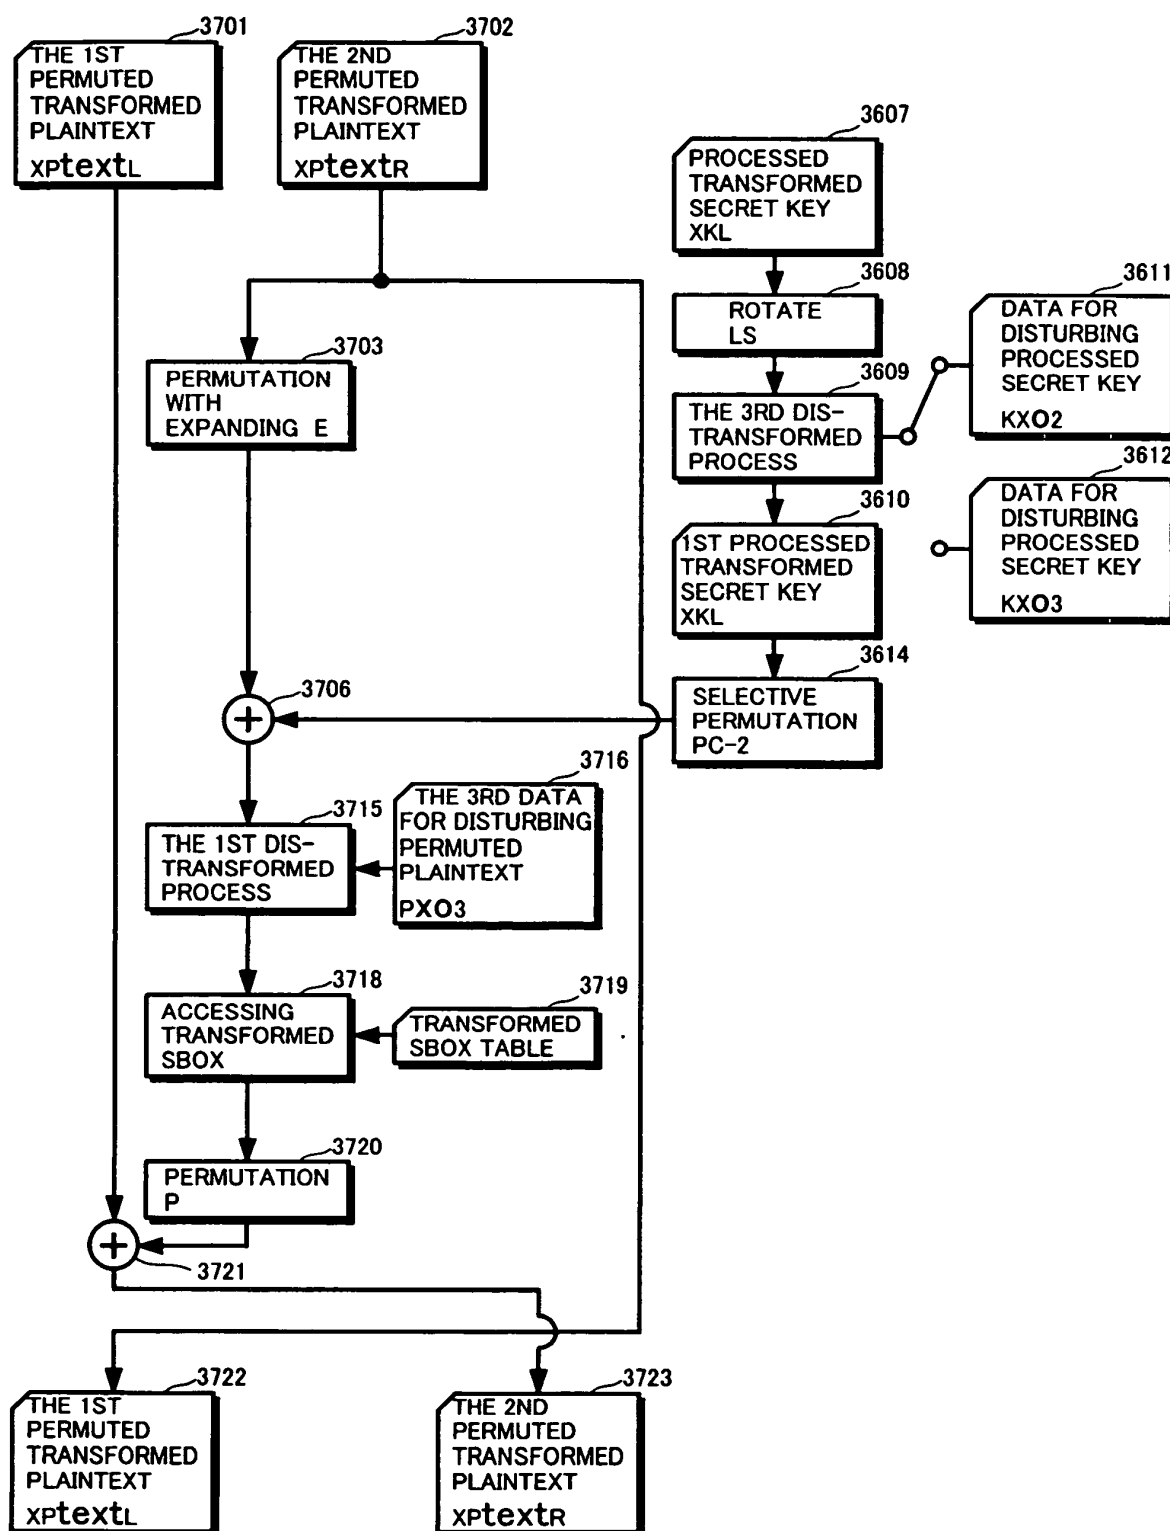 3701
THE 1ST
PERMUTED
TRANSFORMED
PLAINTEXT
XPtextL
3702
THE 2ND
PERMUTED
TRANSFORMED
PLAINTEXT
XPtextR
3607
PROCESSED
TRANSFORMED
SECRET KEY
XKL
3608
ROTATE
LS
3611
DATA FOR
DISTURBING
PROCESSED
SECRET KEY
KXO2
3703
PERMUTATION
WITH
EXPANDING E
3609
THE 3RD DIS-
TRANSFORMED
PROCESS
3612
DATA FOR
DISTURBING
PROCESSED
SECRET KEY
KXO3
3610
1ST PROCESSED
TRANSFORMED
SECRET KEY
XKL
3614
SELECTIVE
PERMUTATION
PC-2
3706
+
3716
THE 3RD DATA
FOR DISTURBING
PERMUTED
PLAINTEXT
PXO3
3715
THE 1ST DIS-
TRANSFORMED
PROCESS
3718
ACCESSING
TRANSFORMED
SBOX
3719
TRANSFORMED
SBOX TABLE
3720
PERMUTATION
P
+
3721
3722
THE 1ST
PERMUTED
TRANSFORMED
PLAINTEXT
XPtextL
3723
THE 2ND
PERMUTED
TRANSFORMED
PLAINTEXT
XPtextR